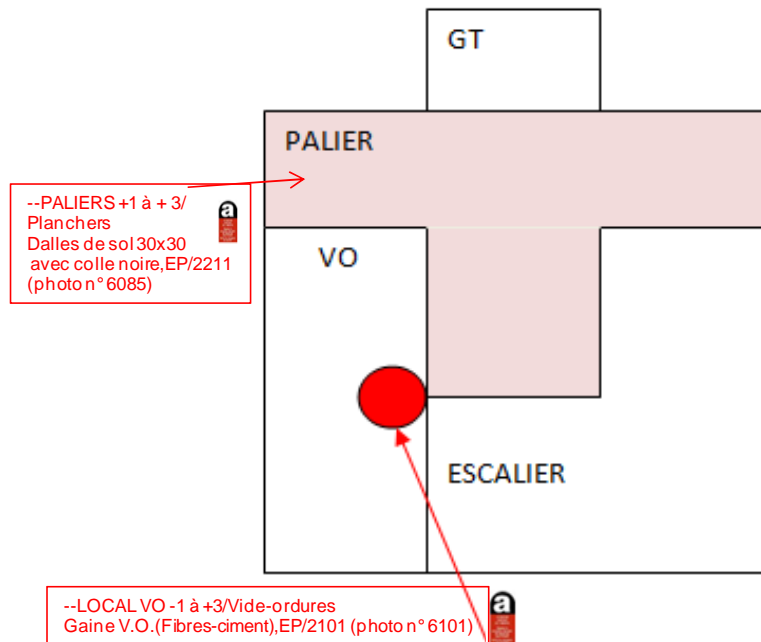 GT
PALIER
--PALIERS +1 à + 3/
Planchers
Dalles de sol 30x30
avec colle noire,EP/2211
(photo n° 6085)
a
VO
ESCALIER
--LOCAL VO -1 à +3/Vide-ordures
Gaine V.O.(Fibres-ciment),EP/2101 (photo n° 6101)
a